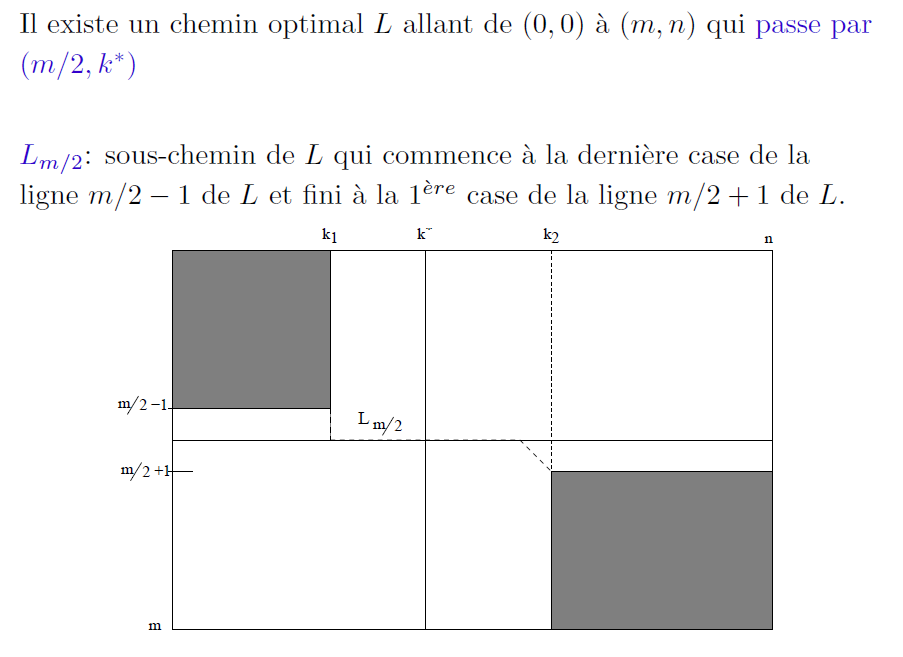 Il existe un chemin optimal L allant de (0, 0) à (m, n) qui passe par
(m/2, k*)
L_{m/2}: sous-chemin de L qui commence à la dernière case de la
ligne m/2 − 1 de L et fini à la 1ère case de la ligne m/2 + 1 de L.
k1 k* k2 n
m/2 −1
L m/2
m/2 +1
m